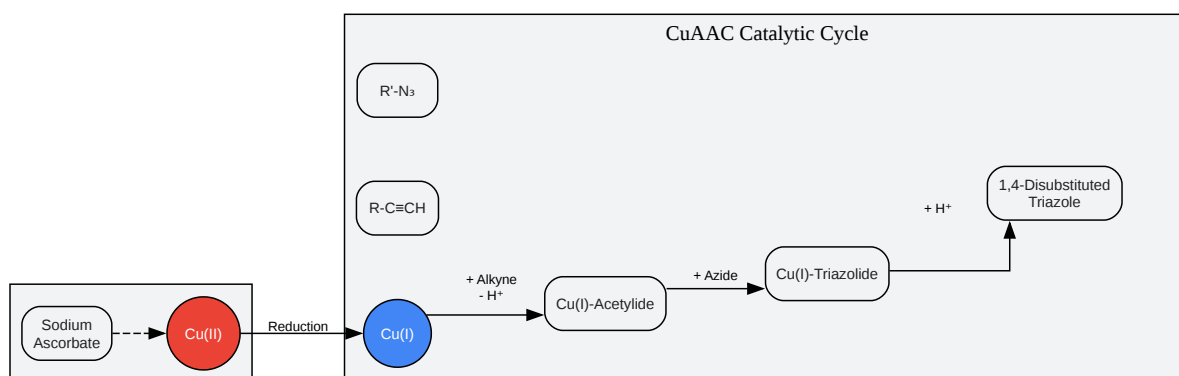 CuAAC Catalytic Cycle
R'-N₃
R-C≡CH
1,4-Disubstituted
Triazole
+ H⁺
+ Alkyne
- H⁺
Cu(I)-Acetylide
+ Azide
Cu(I)-Triazolide
Sodium
Ascorbate
Cu(II)
Reduction
Cu(I)